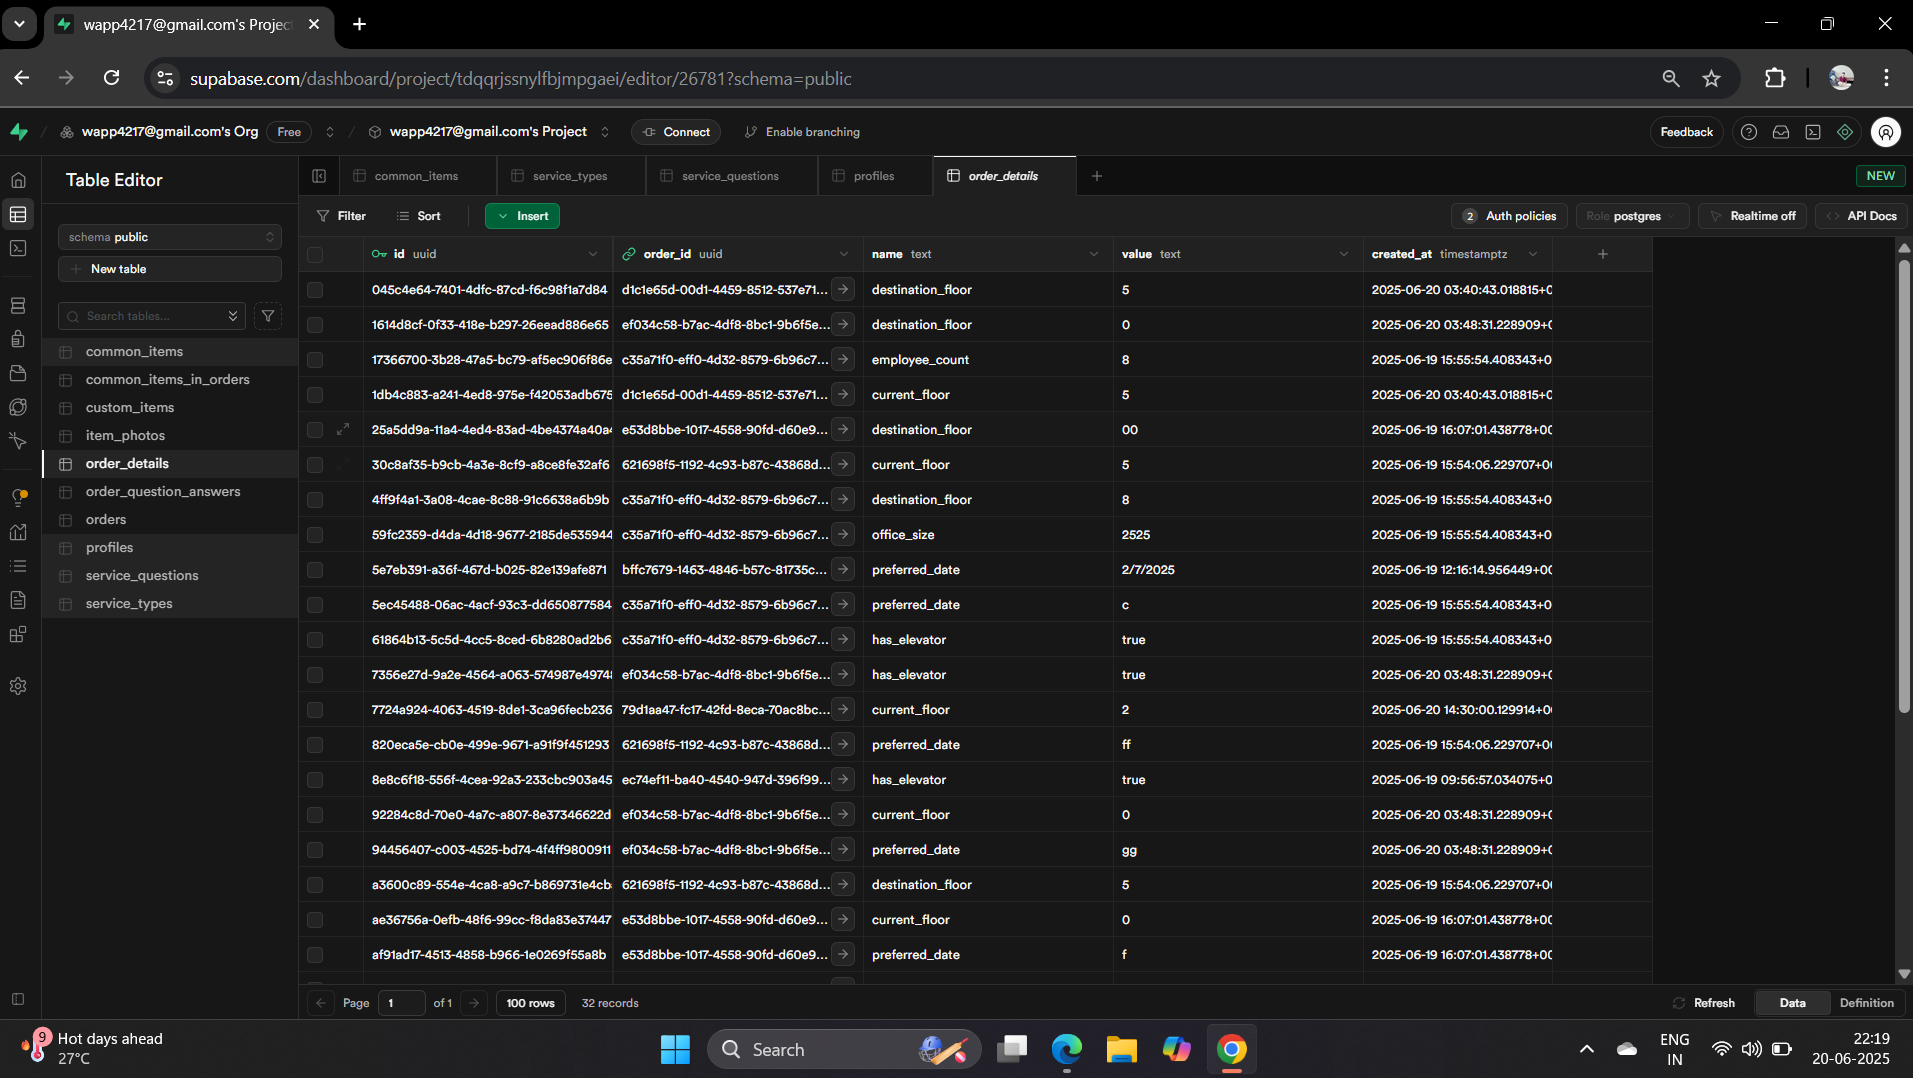 wapp4217@gmail.com's Projec
supabase.com/dashboard/project/tdqqrjssnylfbjmpgaei/editor/26781?schema=public
wapp4217@gmail.com's Org Free / wapp4217@gmail.com's Project Connect Enable branching Feedback
Table Editor
common_items service_types service_questions profiles order_details NEW
schema public
New table
Search tables...
common_items
common_items_in_orders
custom_items
item_photos
order_details
order_question_answers
orders
profiles
service_questions
service_types
Filter Sort Insert 2 Auth policies Role postgres Realtime off API Docs
id uuid order_id uuid name text value text created_at timestamptz
045c4e64-7401-4dfc-87cd-f6c98f1a7d84 d1c1e65d-00d1-4459-8512-537e71... destination_floor 5 2025-06-20 03:40:43.018815+0
1614d8cf-0f33-418e-b297-26eead886e65 ef034c58-b7ac-4df8-8bc1-9b6f5e... destination_floor 0 2025-06-20 03:48:31.228909+0
17366700-3b28-47a5-bc79-af5ec906f86e c35a71f0-eff0-4d32-8579-6b96c7... employee_count 8 2025-06-19 15:55:54.408343+0
1db4c883-a241-4ed8-975e-f42053adb675 d1c1e65d-00d1-4459-8512-537e71... current_floor 5 2025-06-20 03:40:43.018815+0
25a5dd9a-11a4-4ed4-83ad-4be4374a40a4 e53d8bbe-1017-4558-90fd-d60e9... destination_floor 00 2025-06-19 16:07:01.438778+00
30c8af35-b9cb-4a3e-8cf9-a8ce8fe32af6 621698f5-1192-4c93-b87c-43868d... current_floor 5 2025-06-19 15:54:06.229707+00
4ff9f4a1-3a08-4cae-8c88-91c6638a6b9b c35a71f0-eff0-4d32-8579-6b96c7... destination_floor 8 2025-06-19 15:55:54.408343+0
59fc2359-d4da-4d18-9677-2185de535944 c35a71f0-eff0-4d32-8579-6b96c7... office_size 2525 2025-06-19 15:55:54.408343+0
5e7eb391-a36f-467d-b025-82e139afe871 bffc7679-1463-4846-b57c-81735c... preferred_date 2/7/2025 2025-06-19 12:16:14.956449+00
5ec45488-06ac-4acf-93c3-dd650877584 c35a71f0-eff0-4d32-8579-6b96c7... preferred_date c 2025-06-19 15:55:54.408343+0
61864b13-5c5d-4cc5-8ced-6b8280ad2b6 c35a71f0-eff0-4d32-8579-6b96c7... has_elevator true 2025-06-19 15:55:54.408343+0
7356e27d-9a2e-4564-a063-574987e4974 ef034c58-b7ac-4df8-8bc1-9b6f5e... has_elevator true 2025-06-20 03:48:31.228909+0
7724a924-4063-4519-8de1-3ca96fecb236 79d1aa47-fc17-42fd-8eca-70ac8bc... current_floor 2 2025-06-20 14:30:00.129914+00
820eca5e-cb0e-499e-9671-a91f9f451293 621698f5-1192-4c93-b87c-43868d... preferred_date ff 2025-06-19 15:54:06.229707+00
8e8c6f18-556f-4cea-92a3-233cbc903a45 ec74ef11-ba40-4540-947d-396f99... has_elevator true 2025-06-19 09:56:57.034075+0
92284c8d-70e0-4a7c-a807-8e37346622d ef034c58-b7ac-4df8-8bc1-9b6f5e... current_floor 0 2025-06-20 03:48:31.228909+0
94456407-c003-4525-bd74-4f4ff9800911 ef034c58-b7ac-4df8-8bc1-9b6f5e... preferred_date gg 2025-06-20 03:48:31.228909+0
a3600c89-554e-4ca8-a9c7-b869731e4cb 621698f5-1192-4c93-b87c-43868d... destination_floor 5 2025-06-19 15:54:06.229707+00
ae36756a-0efb-48f6-99cc-f8da83e37447 e53d8bbe-1017-4558-90fd-d60e9... current_floor 0 2025-06-19 16:07:01.438778+00
af91ad17-4513-4858-b966-1e0269f55a8b e53d8bbe-1017-4558-90fd-d60e9... preferred_date f 2025-06-19 16:07:01.438778+00
Page 1 of 1 100 rows 32 records Refresh Data Definition
9 Hot days ahead
27°C
Search
ENG
IN
22:19
20-06-2025